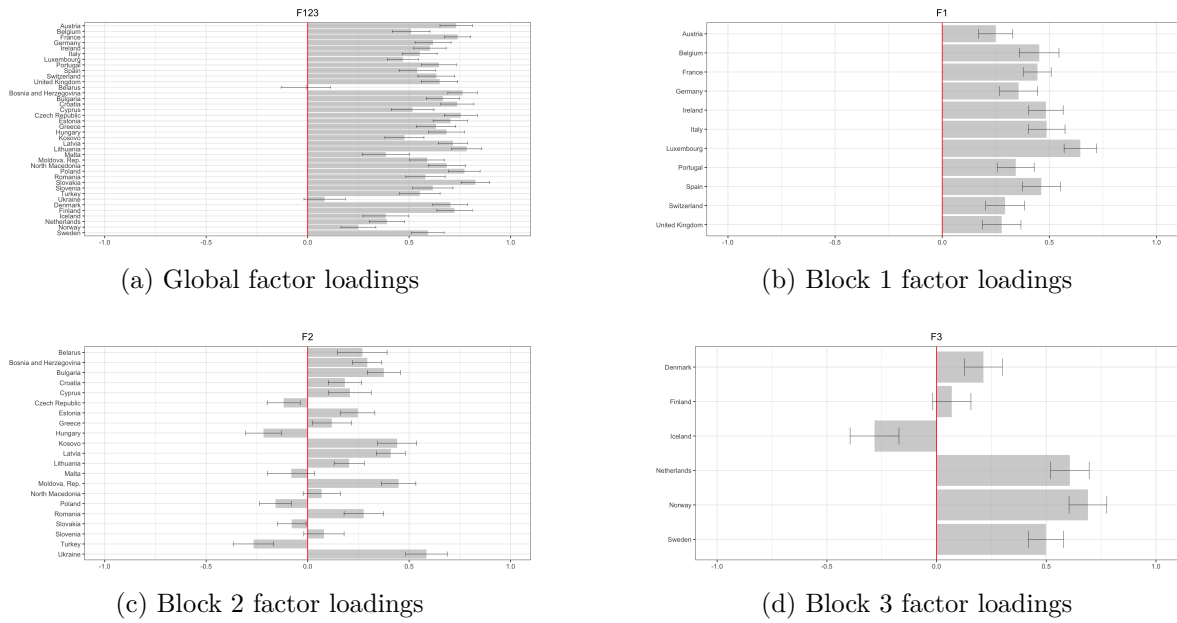 F123
Austria
Belgium
France
Germany
Ireland
Italy
Luxembourg
Portugal
Spain
Switzerland
United Kingdom
Belarus
Bosnia and Herzegovina
Bulgaria
Croatia
Cyprus
Czech Republic
Estonia
Greece
Hungary
Kosovo
Latvia
Lithuania
Malta
Moldova, Rep.
North Macedonia
Poland
Romania
Slovakia
Slovenia
Turkey
Ukraine
Denmark
Finland
Iceland
Netherlands
Norway
Sweden
-1.0 -0.5 0.0 0.5 1.0
(a) Global factor loadings
F1
Austria
Belgium
France
Germany
Ireland
Italy
Luxembourg
Portugal
Spain
Switzerland
United Kingdom
-1.0 -0.5 0.0 0.5 1.0
(b) Block 1 factor loadings
F2
Belarus
Bosnia and Herzegovina
Bulgaria
Croatia
Cyprus
Czech Republic
Estonia
Greece
Hungary
Kosovo
Latvia
Lithuania
Malta
Moldova, Rep.
North Macedonia
Poland
Romania
Slovakia
Slovenia
Turkey
Ukraine
-1.0 -0.5 0.0 0.5 1.0
(c) Block 2 factor loadings
F3
Denmark
Finland
Iceland
Netherlands
Norway
Sweden
-1.0 -0.5 0.0 0.5 1.0
(d) Block 3 factor loadings